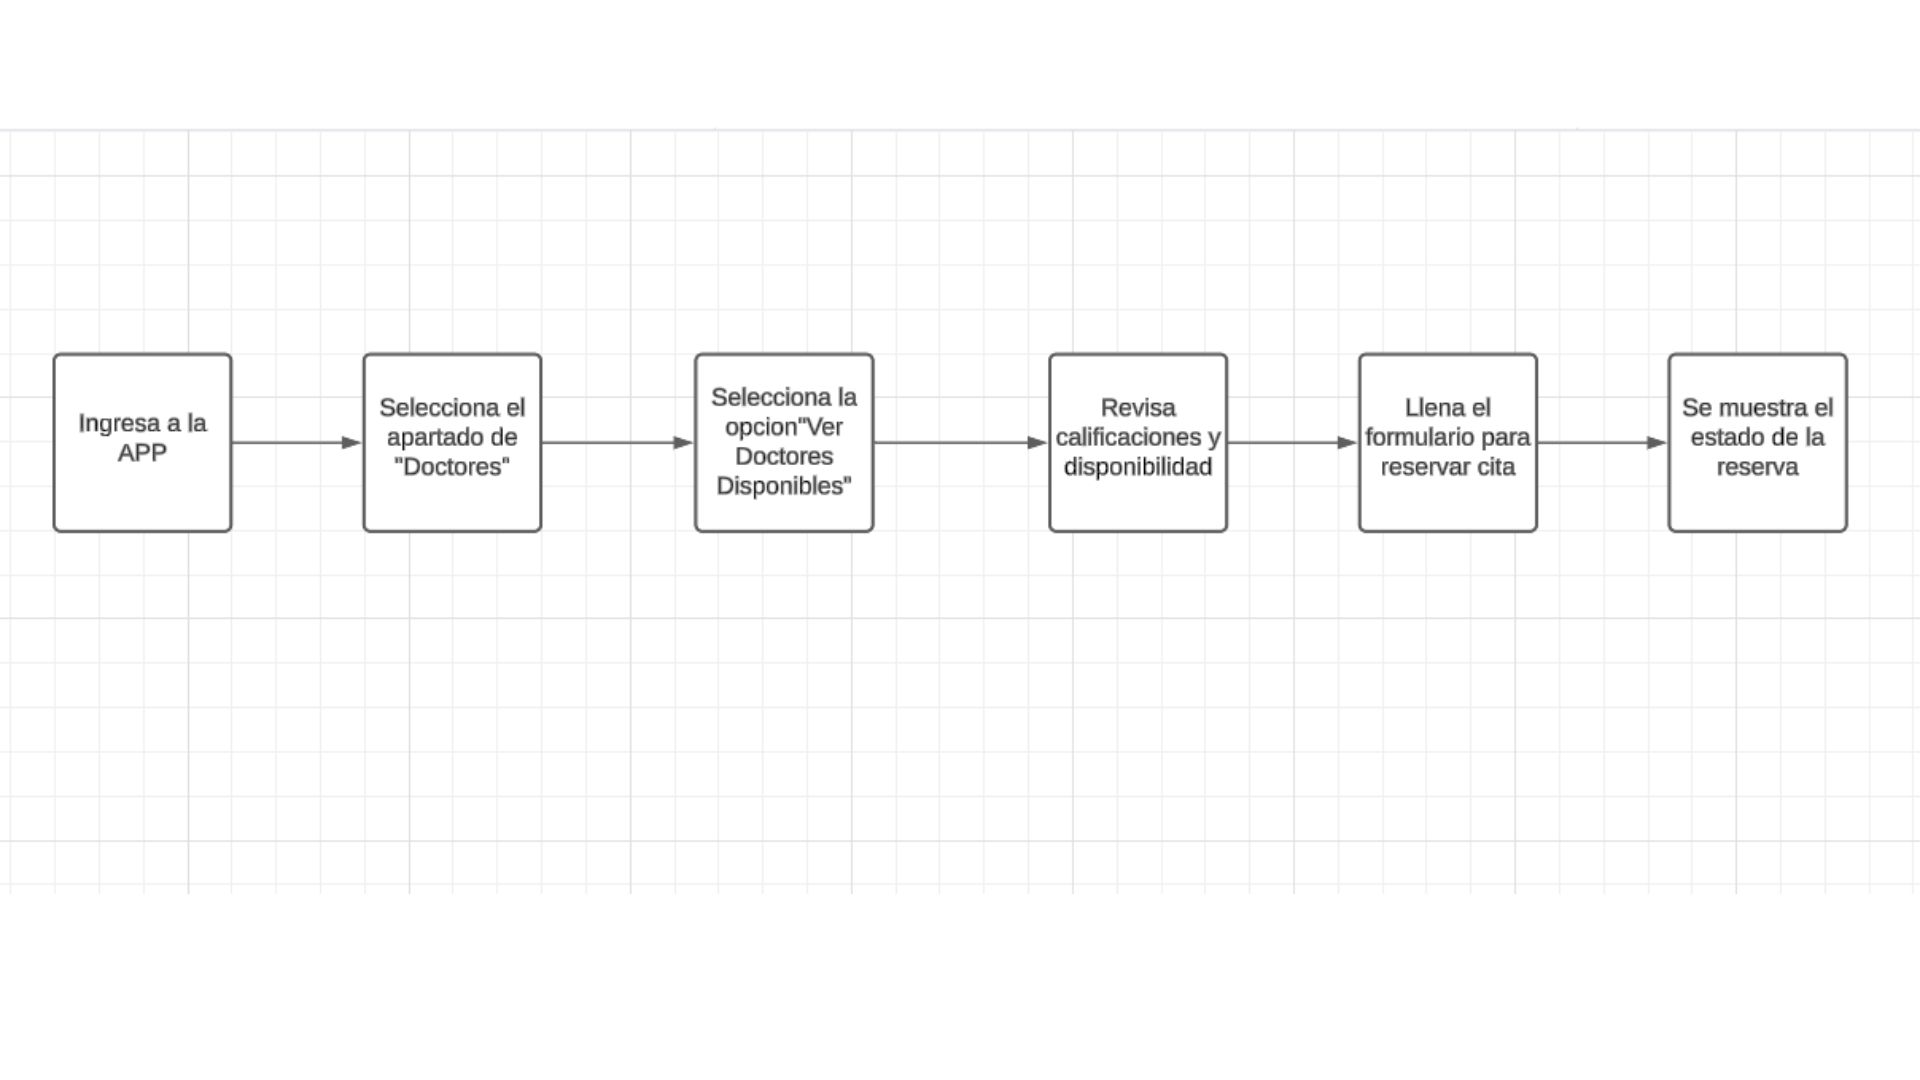 Ingresa a la
APP
Selecciona el
apartado de
"Doctores"
Selecciona la
opcion"Ver
Doctores
Disponibles"
Revisa
calificaciones y
disponibilidad
Llena el
formulario para
reservar cita
Se muestra el
estado de la
reserva